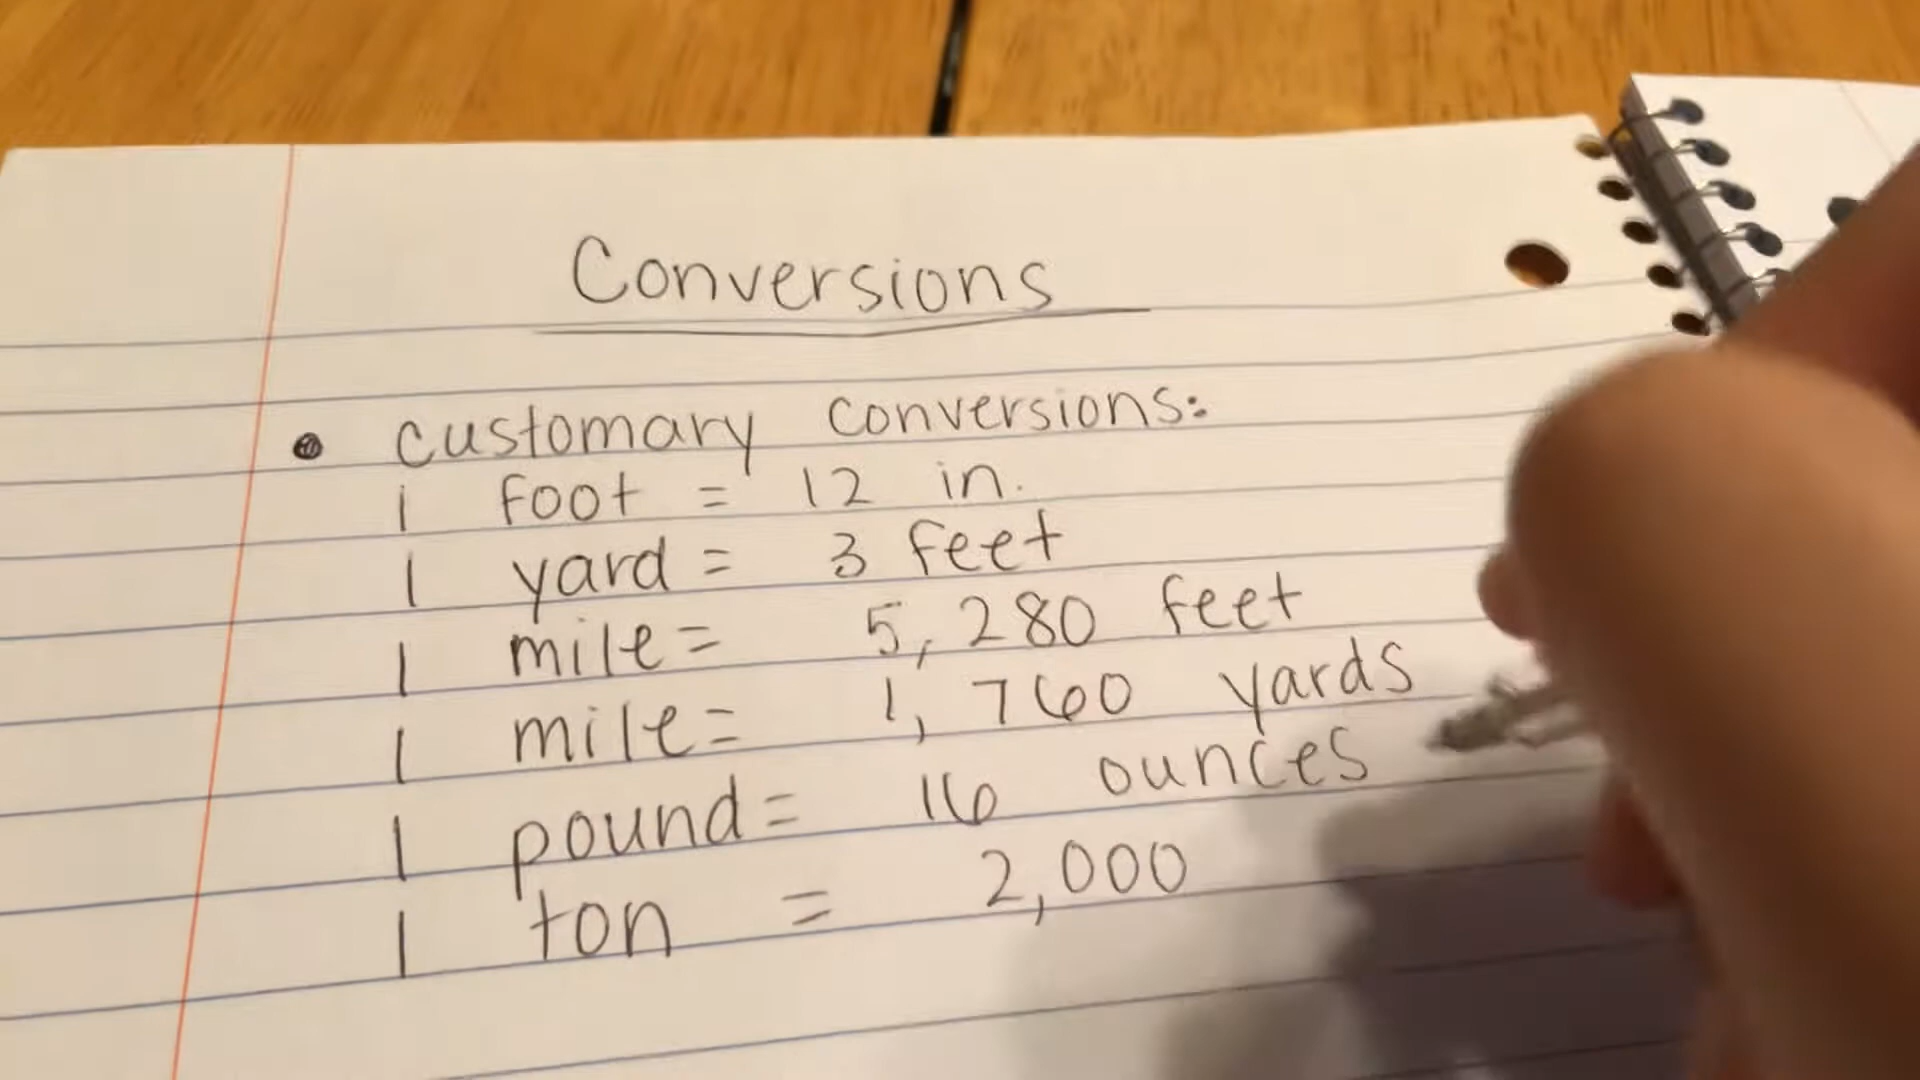 Conversions
• customary conversions:
1 foot = 12 in.
1 yard = 3 feet
1 mile = 5,280 feet
1 mile = 1,760 yards
1 pound = 16 ounces
1 ton = 2,000